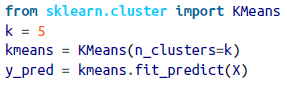 from sklearn.cluster import KMeans
k = 5
kmeans = KMeans(n_clusters=k)
y_pred = kmeans.fit_predict(X)